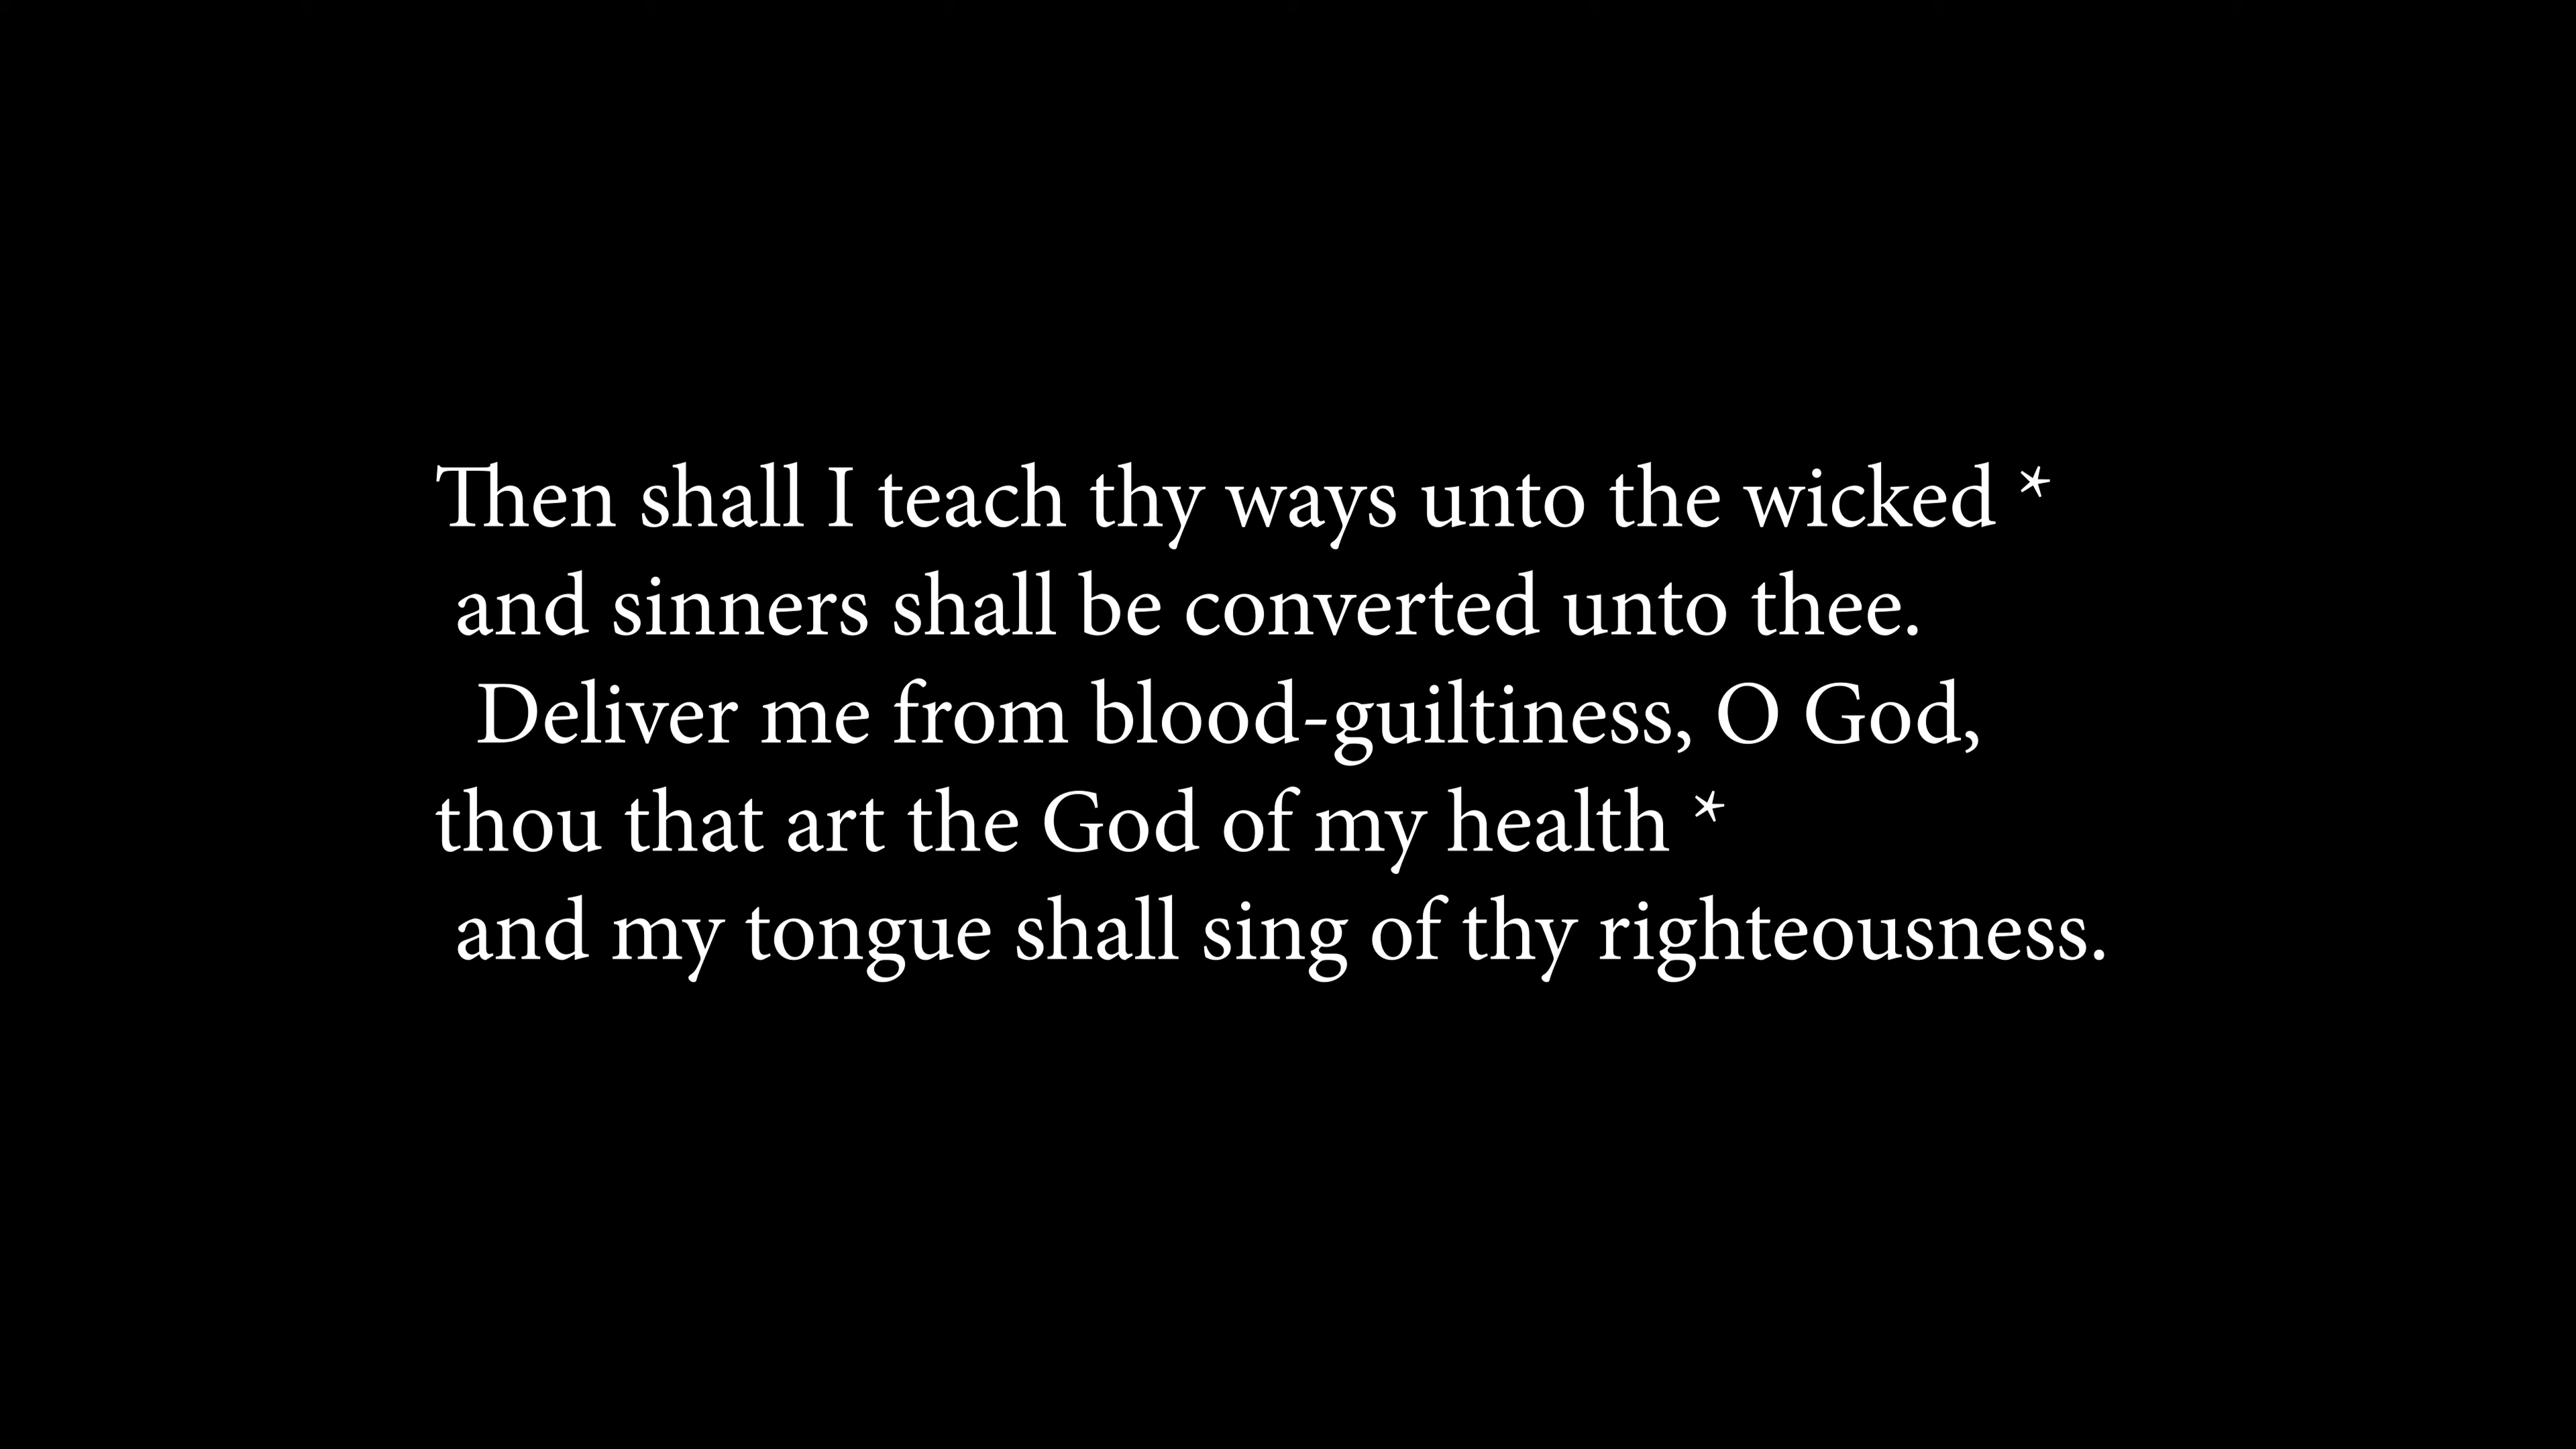 Then shall I teach thy ways unto the wicked *
and sinners shall be converted unto thee.
Deliver me from blood-guiltiness, O God,
thou that art the God of my health *
and my tongue shall sing of thy righteousness.